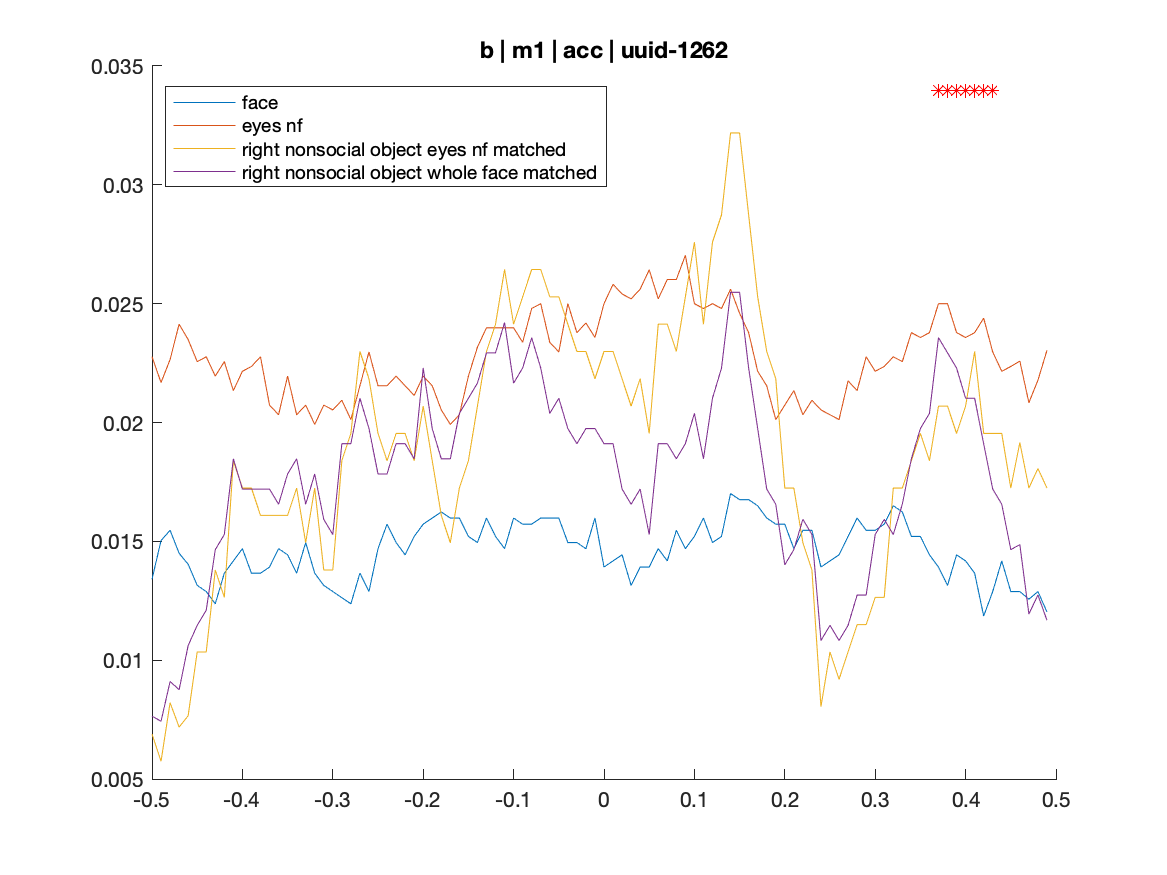 b | m1 | acc | uuid-1262
0.035
0.03
0.025
0.02
0.015
0.01
0.005
face
eyes nf
right nonsocial object eyes nf matched
right nonsocial object whole face matched
-0.5 -0.4 -0.3 -0.2 -0.1 0 0.1 0.2 0.3 0.4 0.5